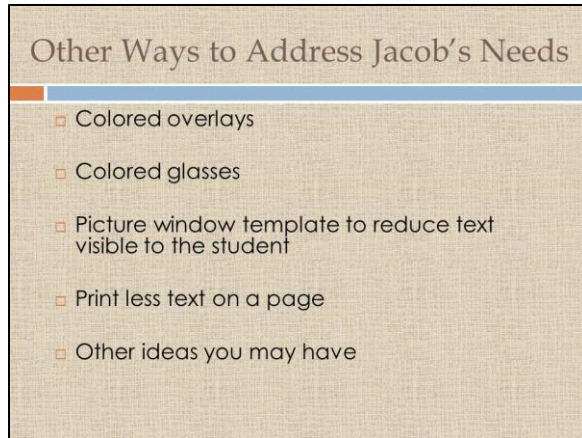 Other Ways to Address Jacob's Needs
Colored overlays
Colored glasses
Picture window template to reduce text
visible to the student
Print less text on a page
Other ideas you may have